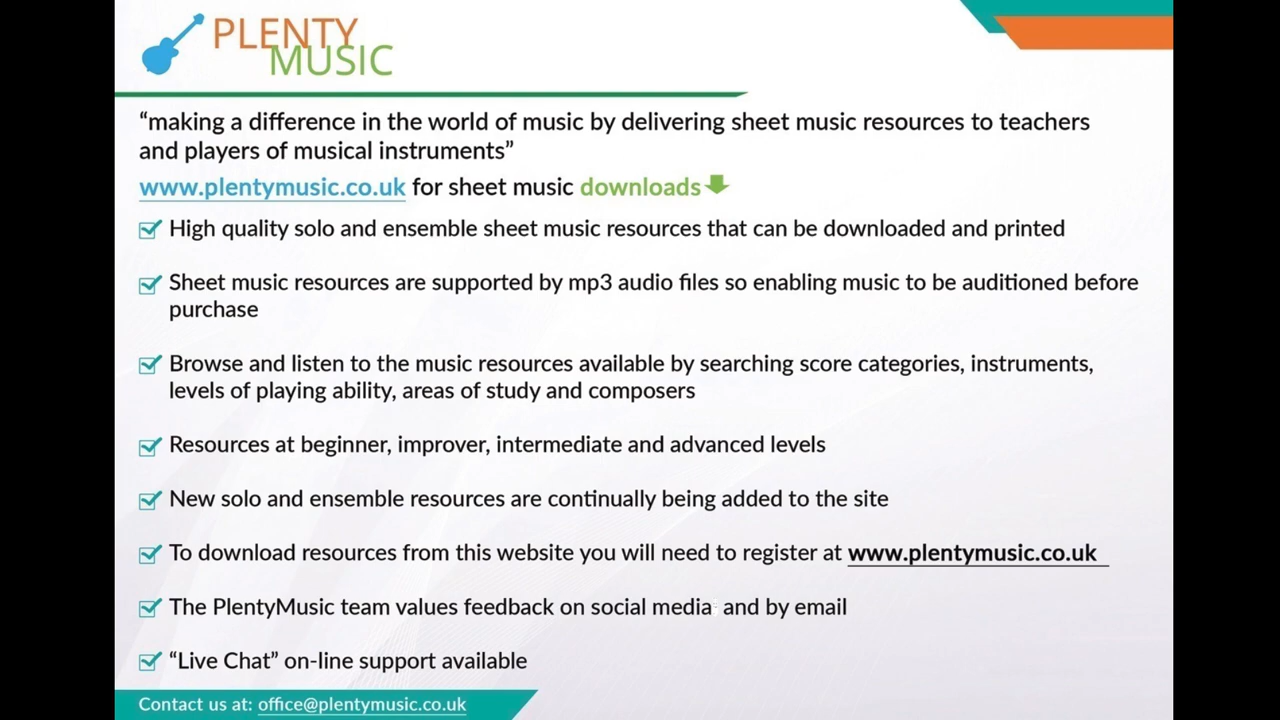 PLENTY
MUSIC
“making a difference in the world of music by delivering sheet music resources to teachers
and players of musical instruments”
www.plentymusic.co.uk for sheet music downloads
High quality solo and ensemble sheet music resources that can be downloaded and printed
Sheet music resources are supported by mp3 audio files so enabling music to be auditioned before
purchase
Browse and listen to the music resources available by searching score categories, instruments,
levels of playing ability, areas of study and composers
Resources at beginner, improver, intermediate and advanced levels
New solo and ensemble resources are continually being added to the site
To download resources from this website you will need to register at www.plentymusic.co.uk
The PlentyMusic team values feedback on social media and by email
“Live Chat” on-line support available
Contact us at: office@plentymusic.co.uk